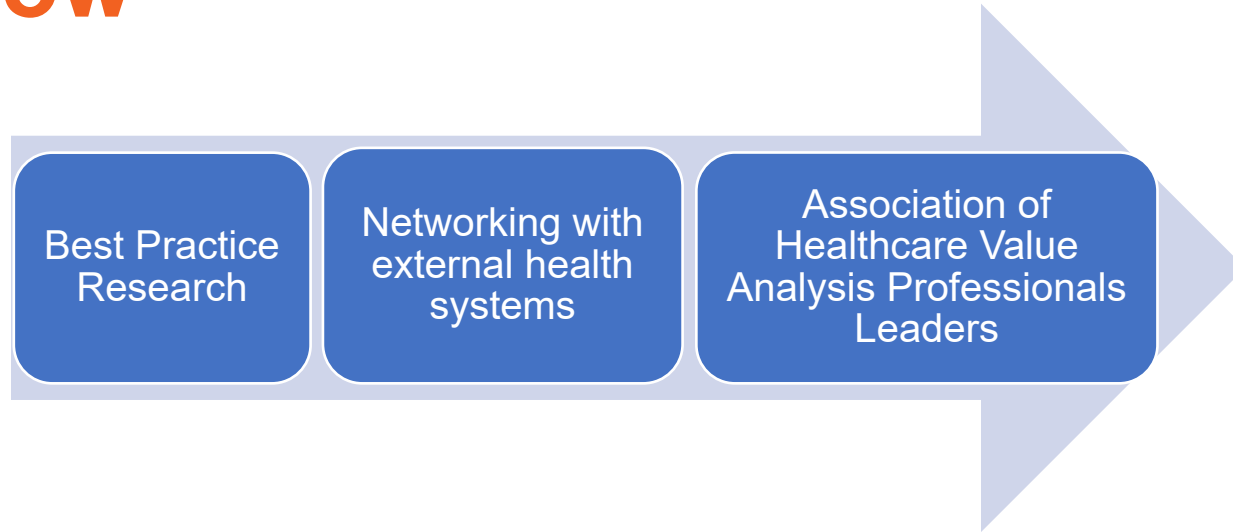 Best Practice
Research
Networking with
external health
systems
Association of
Healthcare Value
Analysis Professionals
Leaders